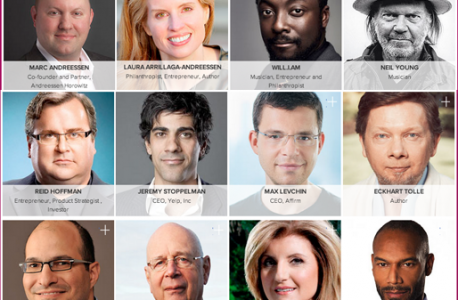 MARC ANDREESSEN
Co-founder and Partner,
Andreessen Horowitz
LAURA ARRILLAGA-ANDREESSEN
Philanthropist, Entrepreneur, Author
WILL.I.AM
Musician, Entrepreneur and
Philanthropist
NEIL YOUNG
Musician
REID HOFFMAN
Entrepreneur, Product Strategist,
Investor
JEREMY STOPPELMAN
CEO, Yelp, Inc
MAX LEVCHIN
CEO, Affirm
ECKHART TOLLE
Author